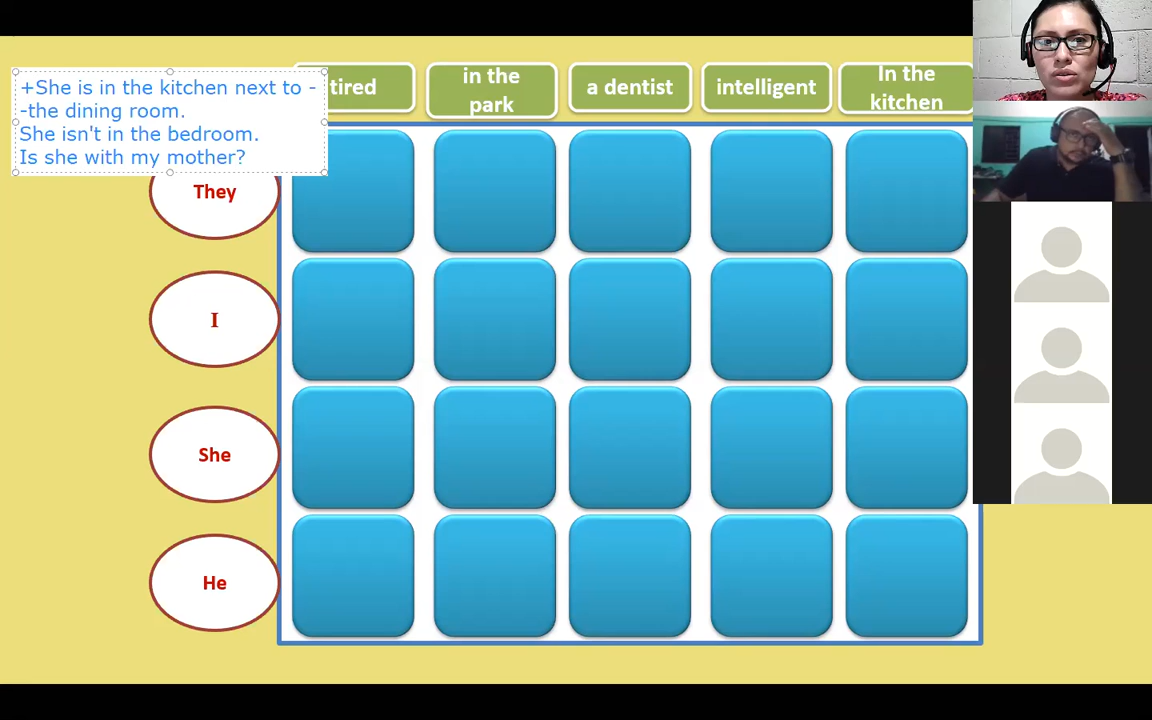 +She is in the kitchen next to -
-the dining room.
She isn't in the bedroom.
Is she with my mother?
tired
in the
park
a dentist
intelligent
In the
kitchen
They
I
She
He